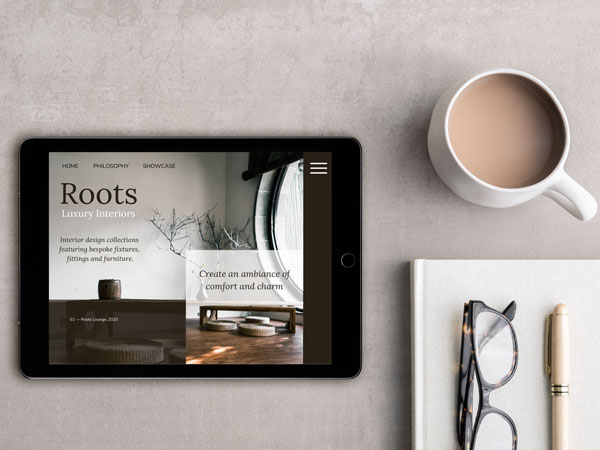 HOME PHILOSOPHY SHOWCASE
Roots
Luxury Interiors
Interior design collections
featuring bespoke fixtures,
fittings and furniture.
Create an ambiance of
comfort and charm
01 — Roots Lounge, 2020